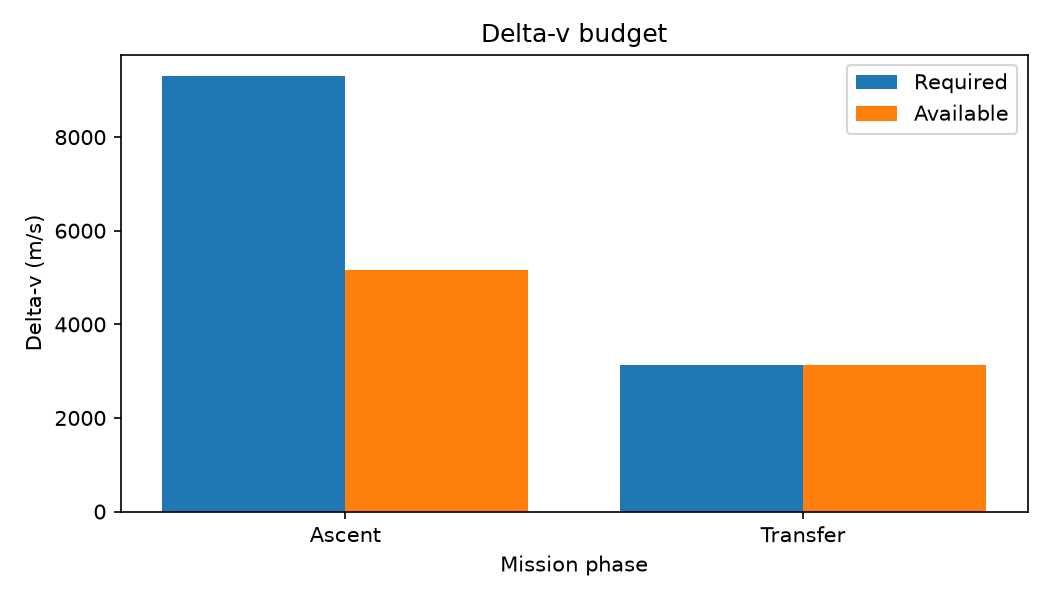 Delta-v budget
Required
Available
Delta-v (m/s)
8000
6000
4000
2000
0
Ascent
Transfer
Mission phase